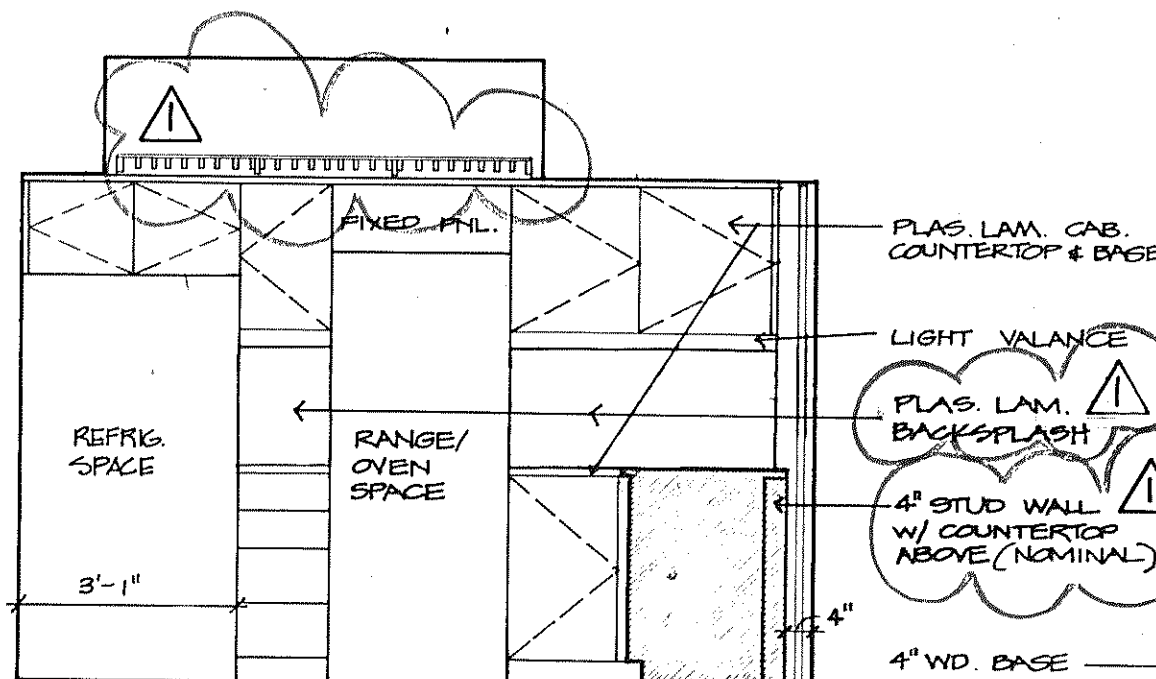 1
FIXED PNL.
PLAS. LAM. CAB.
COUNTERTOP & BASE
LIGHT VALANCE
PLAS. LAM.
BACKSPLASH
1
REFRIG.
SPACE
RANGE/
OVEN
SPACE
4" STUD WALL
W/ COUNTERTOP
ABOVE (NOMINAL)
1
3'-1"
4"
4" WD. BASE